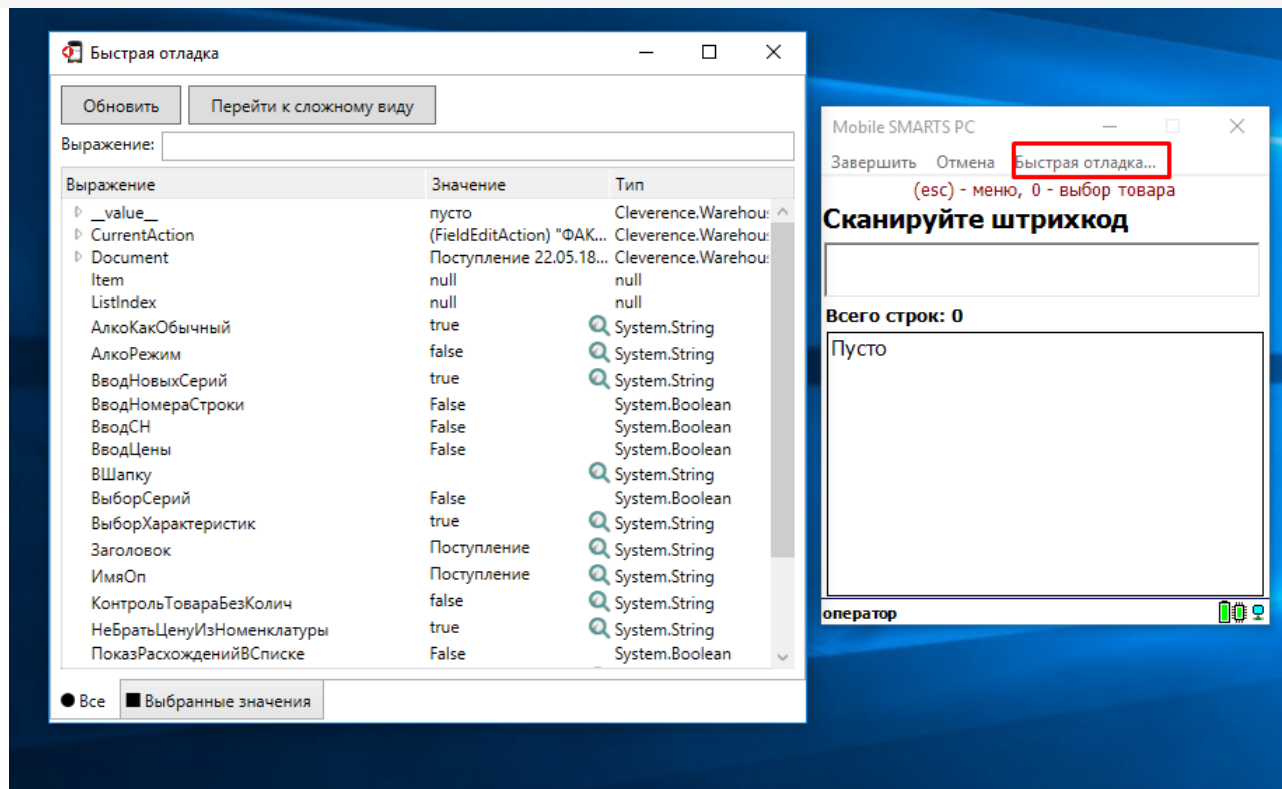 Быстрая отладка
Обновить Перейти к сложному виду
Выражение:
Выражение Значение Тип
__value__ пусто Cleverence.Warehou:
CurrentAction (FieldEditAction) "ФАК... Cleverence.Warehou:
Document Поступление 22.05.18... Cleverence.Warehou:
Item null null
ListIndex null null
АлкоКакОбычный true System.String
АлкоРежим false System.String
ВводНовыхСерий true System.String
ВводНомераСтроки False System.Boolean
ВводСН False System.Boolean
ВводЦены False System.Boolean
ВШапку System.String
ВыборСерий False System.Boolean
ВыборХарактеристик true System.String
Заголовок Поступление System.String
ИмяОп Поступление System.String
КонтрольТовараБезКолич false System.String
НеБратьЦенуИзНоменклатуры true System.String
ПоказРасхожденийВСписке False System.Boolean
Все Выбранные значения
Mobile SMARTS PC
Завершить Отмена Быстрая отладка...
(esc) - меню, 0 - выбор товара
Сканируйте штрихкод
Всего строк: 0
Пусто
оператор